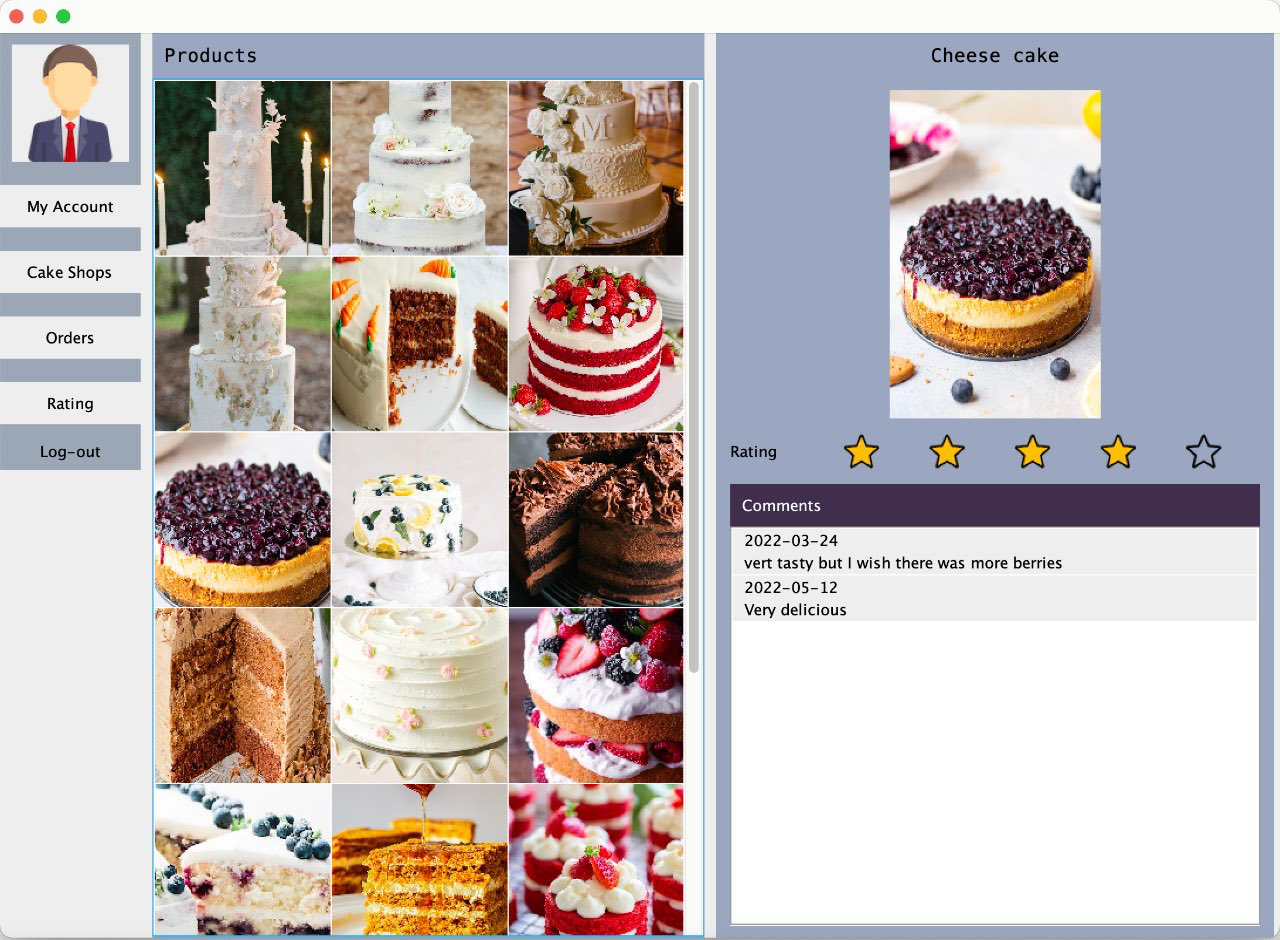 My Account
Cake Shops
Orders
Rating
Log-out
Products
M
Cheese cake
Rating
Comments
2022-03-24
vert tasty but I wish there was more berries
2022-05-12
Very delicious